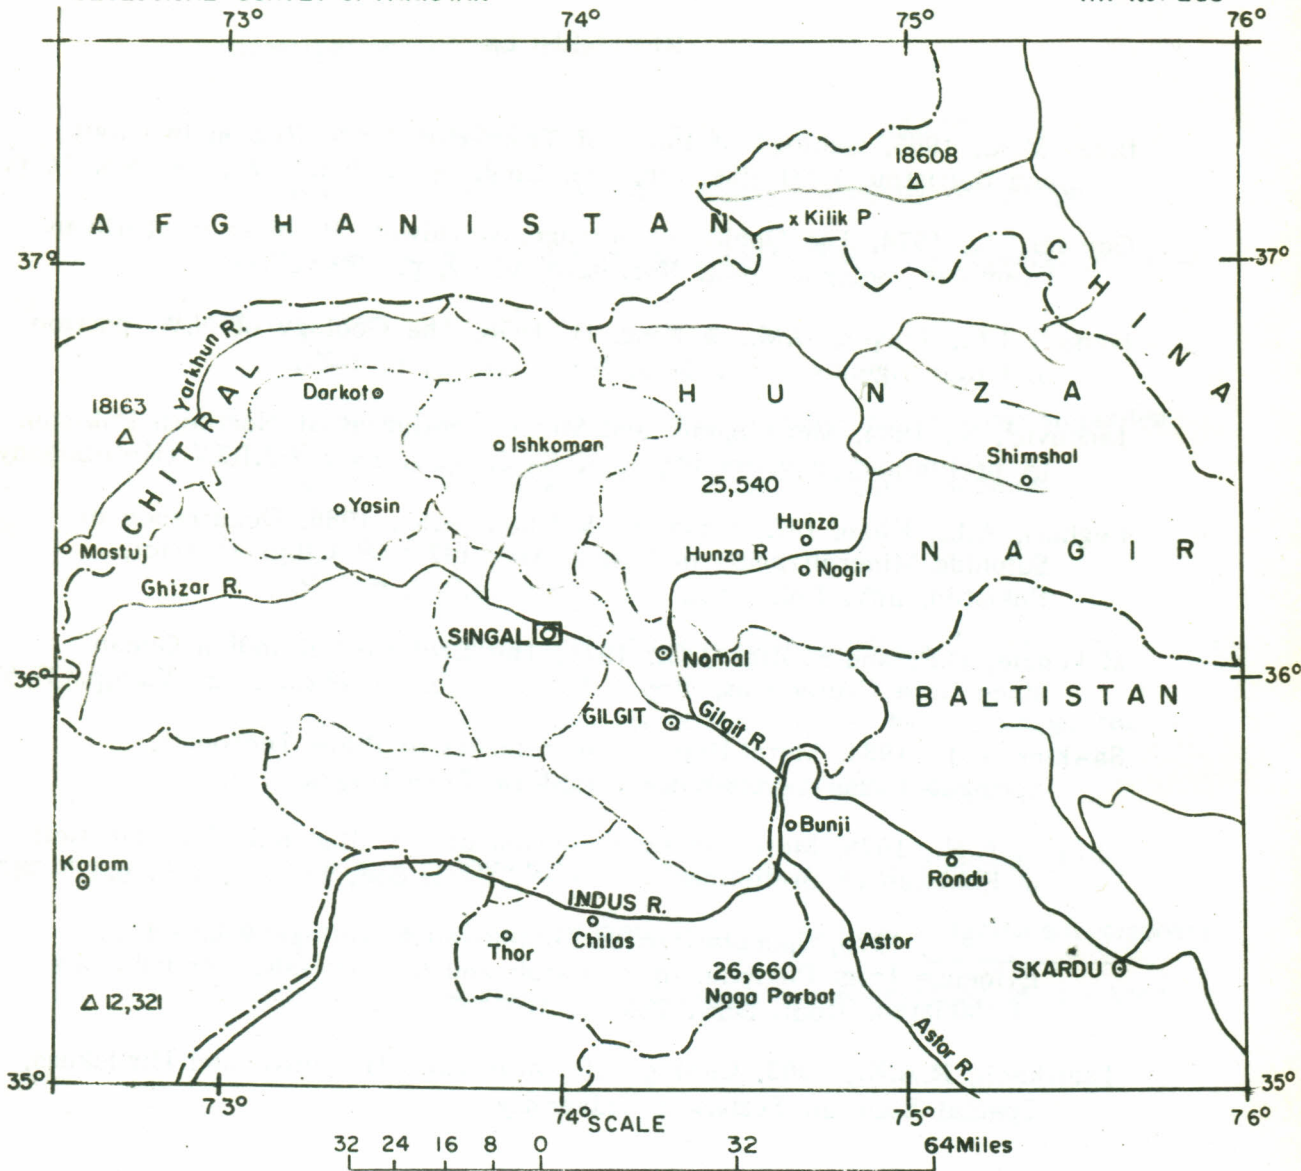 73° 74° 75° 76°
18608
AFGHANISTAN
x Kilik P
37° 37°
CHINA
Yarkhun R.
CHITRAL
18163
Darkot
HUNZA
Ishkoman
25,540
Shimshal
Yasin
Hunza
Mastuj
Hunza R
NAGIR
Nagir
Ghizar R.
SINGAL
Nomal
36° 36°
BALTISTAN
GILGIT
Gilgit R.
Bunji
Kalam
Rondu
INDUS R.
Chilas
Thor
Astor
26,660
Naga Parbat
SKARDU
12,321
Astor R.
35° 35°
73° 74° 75° 76°
SCALE
32 24 16 8 0 32 64 Miles